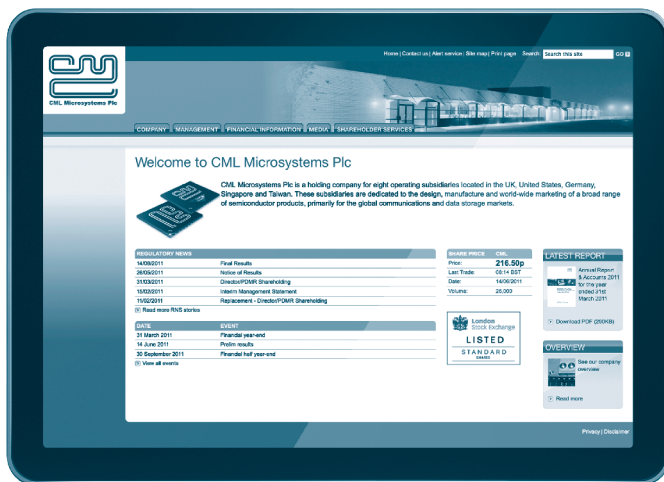 Home | Contact us | Alert service | Site map | Print page Search: Search this site GO
CML Microsystems Plc
COMPANY MANAGEMENT FINANCIAL INFORMATION MEDIA SHAREHOLDER SERVICES
Welcome to CML Microsystems Plc
CML Microsystems Plc is a holding company for eight operating subsidiaries located in the UK, United States, Germany,
Singapore and Taiwan. These subsidiaries are dedicated to the design, manufacture and world-wide marketing of a broad range
of semiconductor products, primarily for the global communications and data storage markets.
REGULATORY NEWS
14/06/2011 Final Results
26/05/2011 Notice of Results
31/03/2011 Director/PDMR Shareholding
15/02/2011 Interim Management Statement
11/02/2011 Replacement - Director/PDMR Shareholding
Read more RNS stories
DATE EVENT
31 March 2011 Financial year-end
14 June 2011 Prelim results
30 September 2011 Financial half year-end
View all events
SHARE PRICE CML
Price: 216.50p
Last Trade: 08:14 BST
Date: 14/06/2011
Volume: 26,003
London
Stock Exchange
LISTED
STANDARD
SHARES
LATEST REPORT
Annual Report
& Accounts 2011
for the year
ended 31st
March 2011
Download PDF (290KB)
OVERVIEW
See our company
overview
Read more
Privacy | Disclaimer